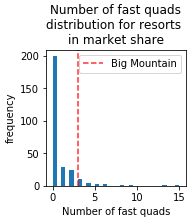 Number of fast quads
distribution for resorts
in market share
Big Mountain
frequency
200
150
100
50
0
0
5
10
15
Number of fast quads